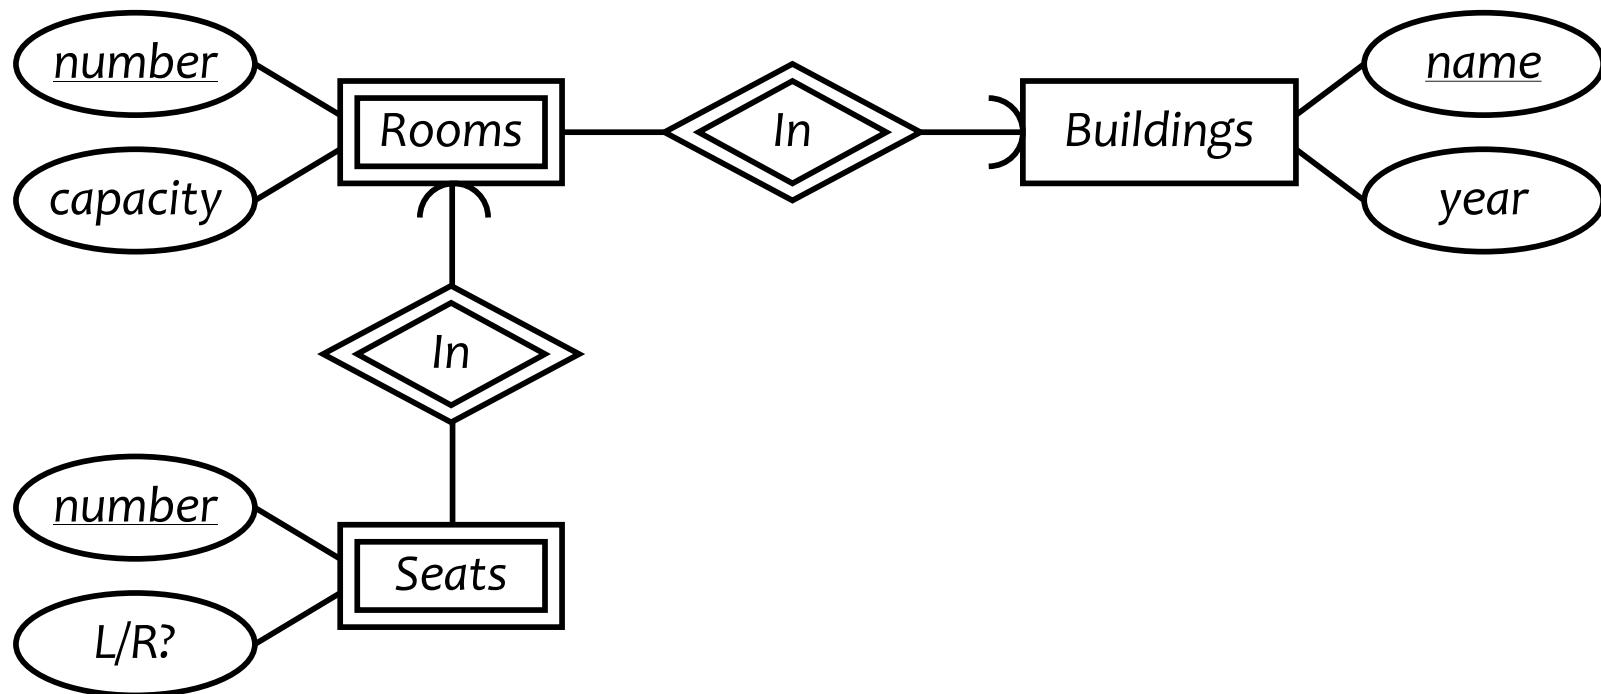 number
name
Rooms
In
Buildings
capacity
year
In
number
Seats
L/R?